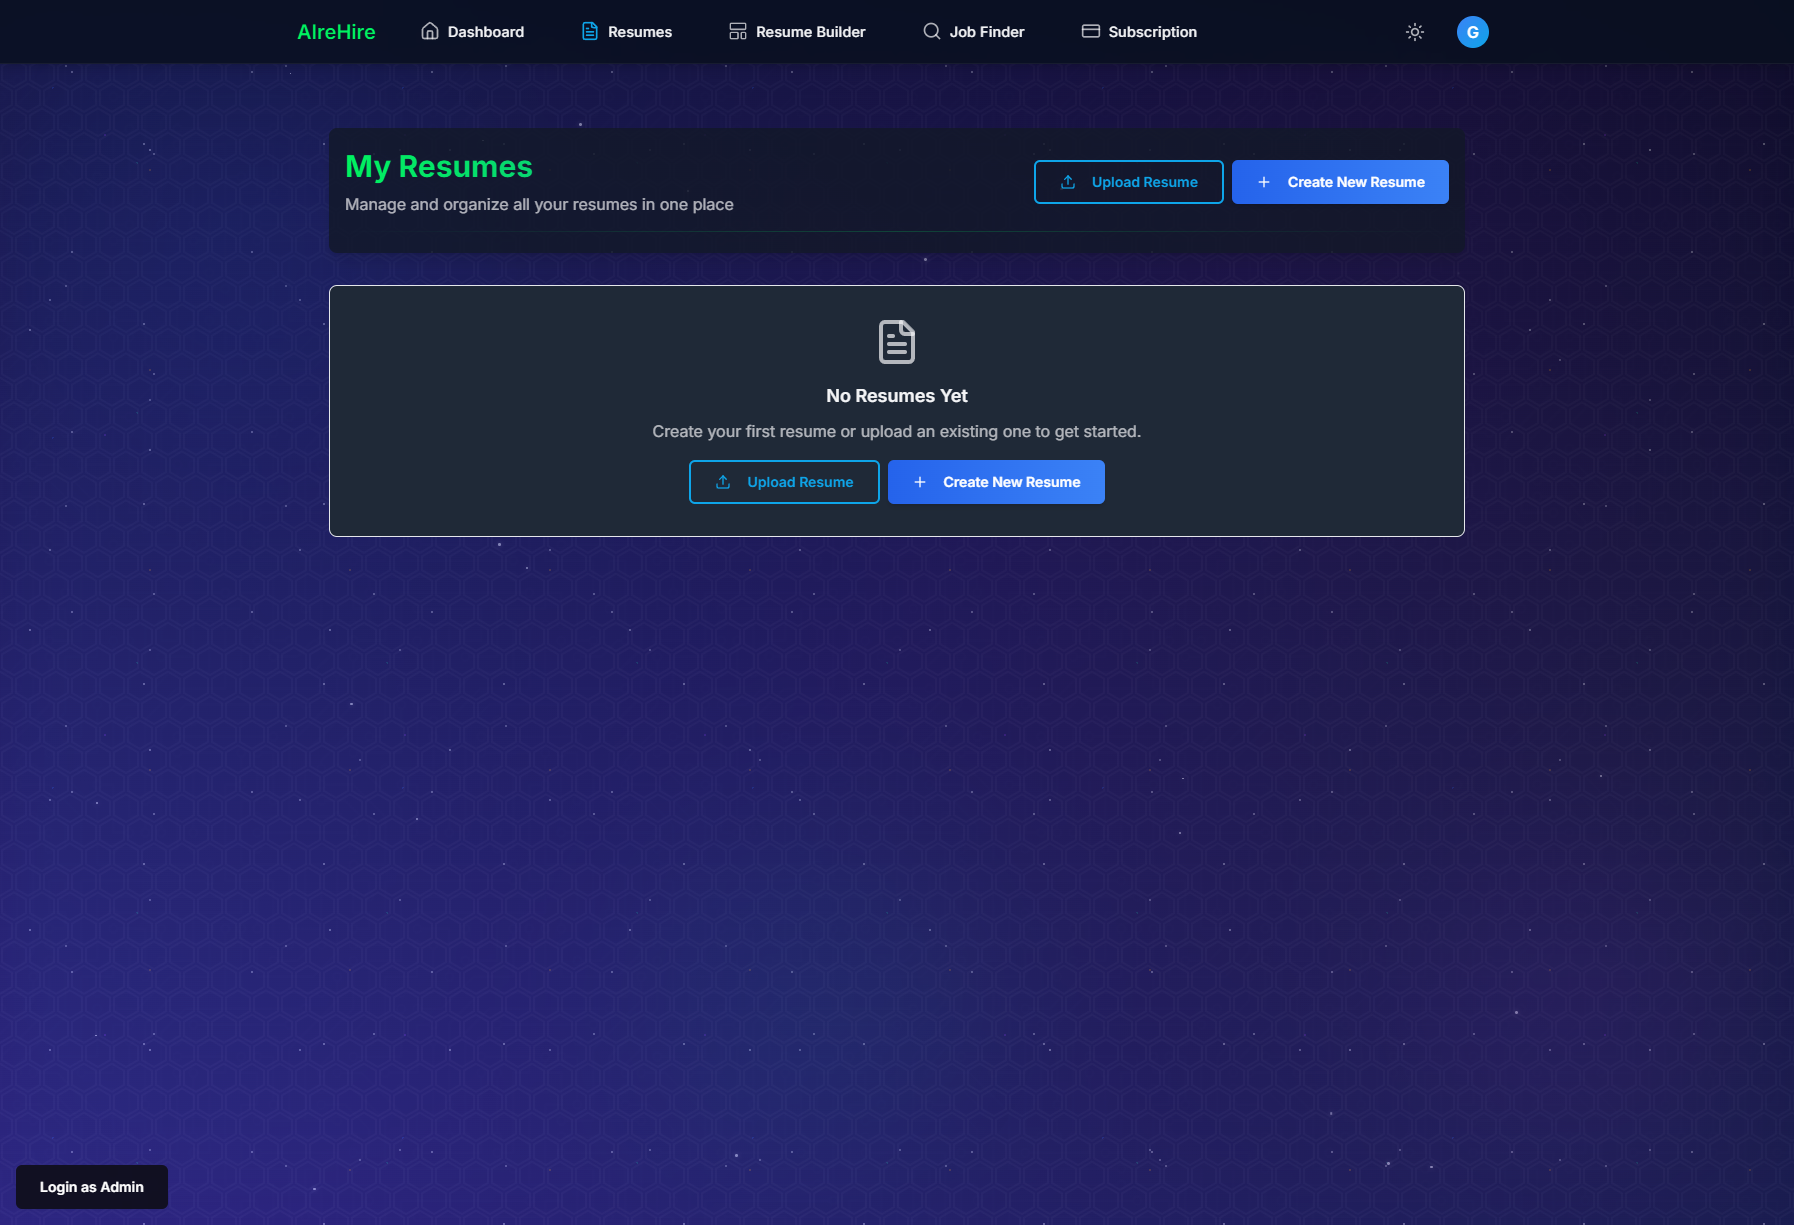 AIreHire
Dashboard
Resumes
Resume Builder
Job Finder
Subscription
G
My Resumes
Manage and organize all your resumes in one place
Upload Resume
Create New Resume
No Resumes Yet
Create your first resume or upload an existing one to get started.
Upload Resume
Create New Resume
Login as Admin